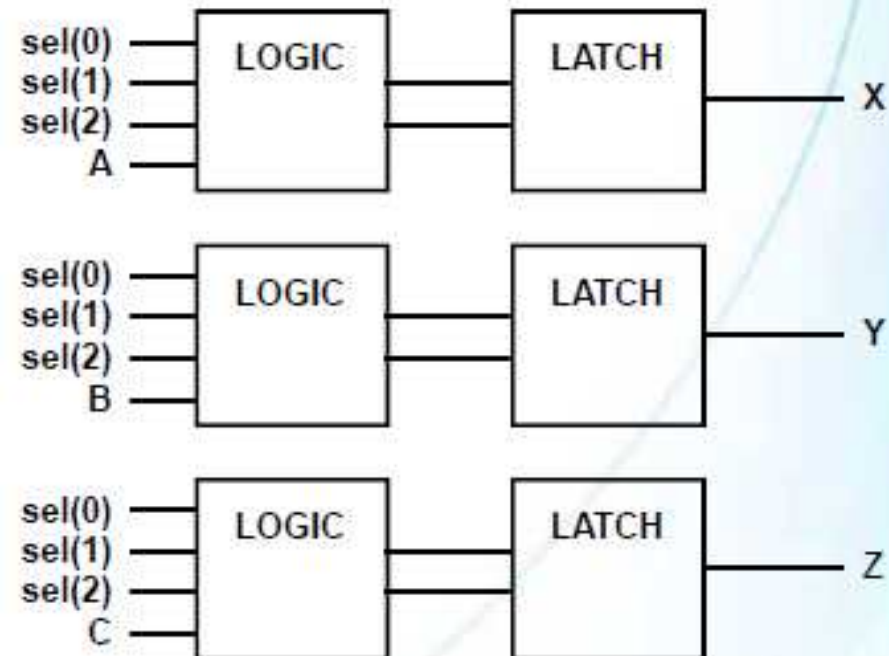 sel(0)
sel(1)
sel(2)
A
LOGIC
LATCH
X
sel(0)
sel(1)
sel(2)
B
LOGIC
LATCH
Y
sel(0)
sel(1)
sel(2)
C
LOGIC
LATCH
Z